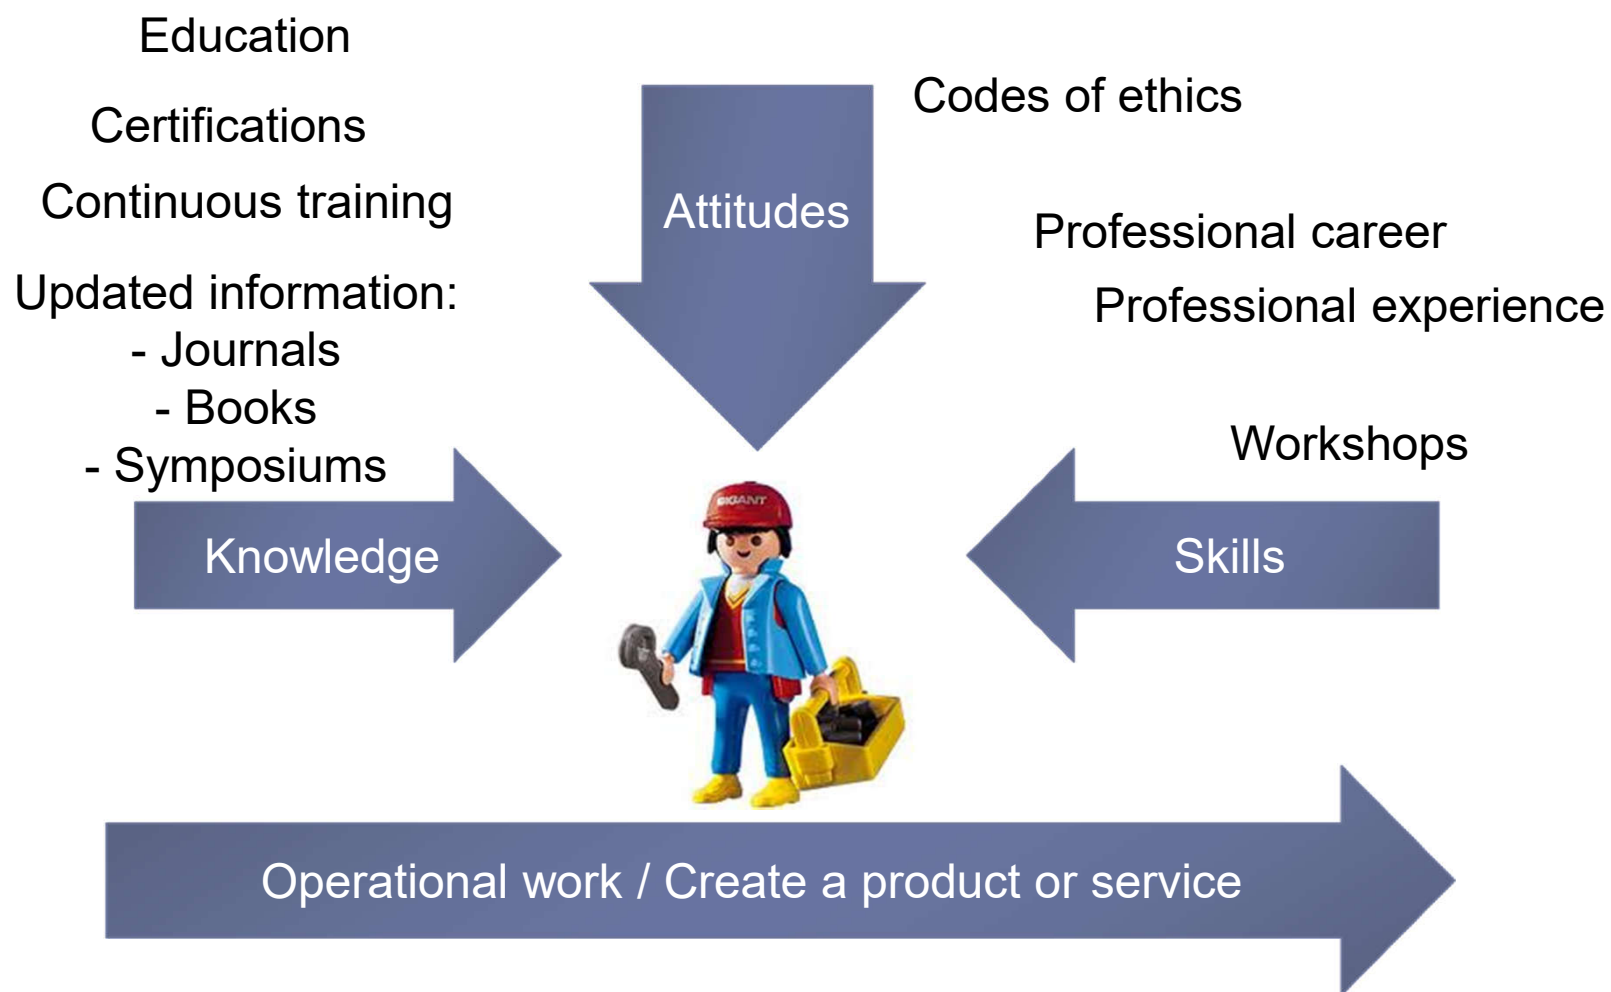 Education
Certifications
Continuous training
Updated information:
- Journals
- Books
- Symposiums
Knowledge
Attitudes
Codes of ethics
Professional career
Professional experience
Workshops
Skills
GIGANT
Operational work / Create a product or service